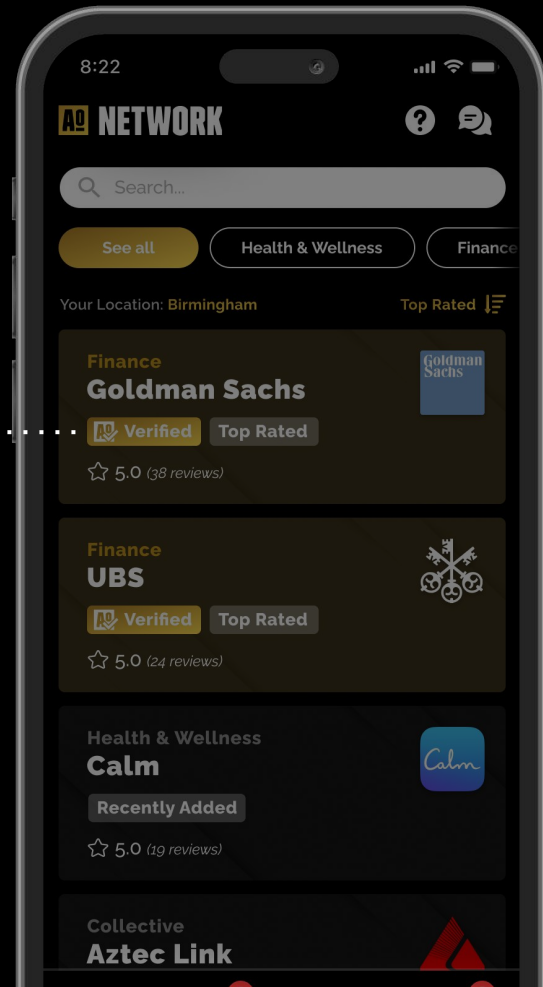 8:22
AO NETWORK
Search...
See all Health & Wellness Finance
Your Location: Birmingham Top Rated
Finance
Goldman Sachs
Goldman
Sachs
AO Verified Top Rated
5.0 (38 reviews)
Finance
UBS
AO Verified Top Rated
5.0 (24 reviews)
Health & Wellness
Calm
Calm
Recently Added
5.0 (19 reviews)
Collective
Aztec Link